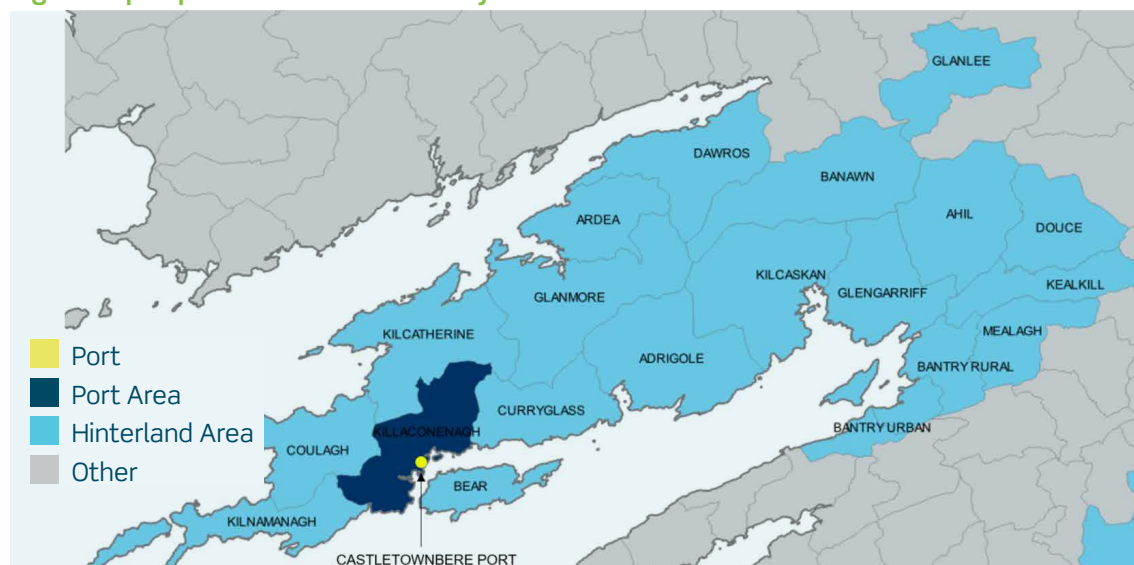 GLANLEE
DAWROS
BANAWN
ARDEA
AHIL
DOUCE
KILCASKAN
KEALKILL
GLENGARRIFF
GLANMORE
MEALAGH
KILCATHERINE
ADRIGOLE
BANTRY RURAL
Port
Port Area
CURRYGLASS
Hinterland Area
KILLACONENAGH
BANTRY URBAN
COULAGH
Other
BEAR
KILNAMANAGH
CASTLETOWNBERE PORT